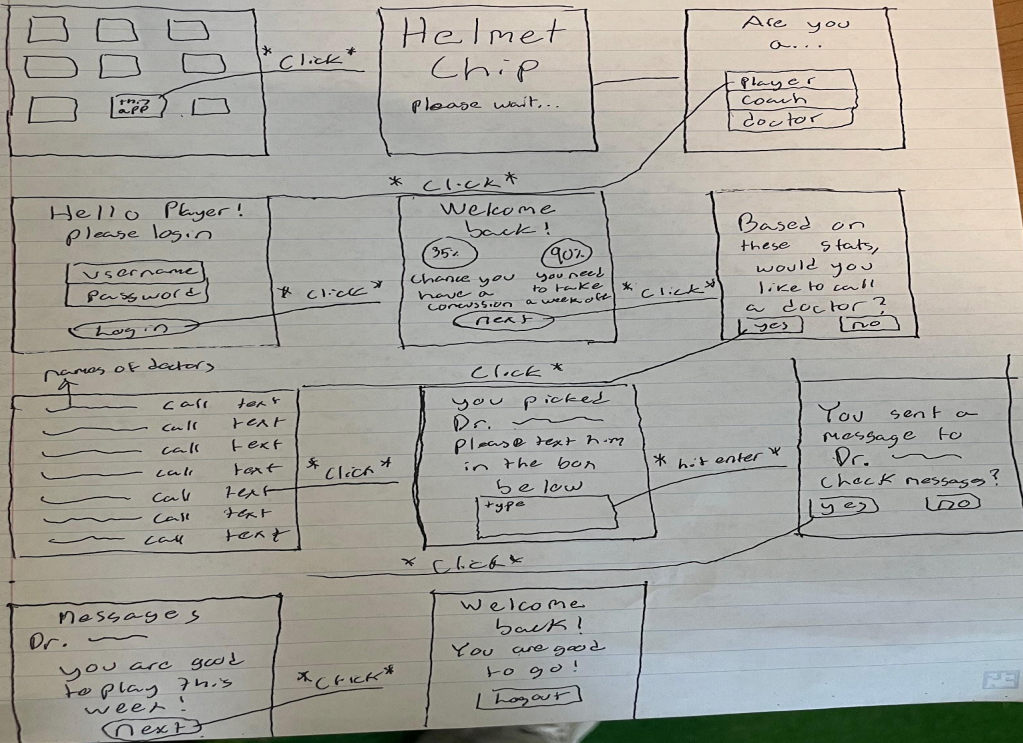 this
app
*Click*
Helmet
Chip
please wait...
Are you
a...
player
coach
doctor
* Click*
Hello Player!
please login
username
Password
Login
* Click*
Welcome
back!
35%
90%
Chance you
have a
concussion
you need
to take
a week off
next
*Click*
Based on
these stats,
would you
like to call
a doctor?
yes
no
Click *
names of doctors
call text
call text
call text
call text
call text
call text
call text
*Click*
you picked
Dr.
Please text him
in the box
below
type
*hit enter*
You sent a
message to
Dr.
check messages?
yes
no
* Click*
Messages
Dr.
you are good
to play this
week!
next
*Click*
Welcome
back!
You are good
to go!
Logout